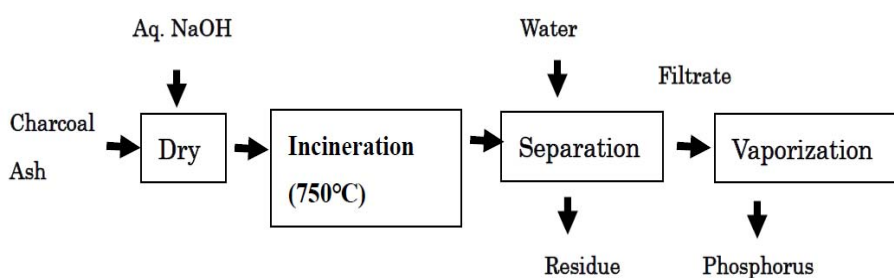 Aq. NaOH
Water
Filtrate
Charcoal
Ash
Dry
Incineration
(750°C)
Separation
Vaporization
Residue
Phosphorus